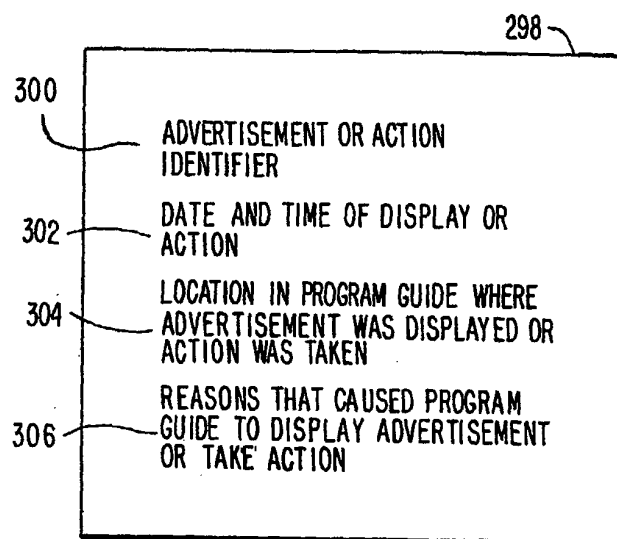 298
300
ADVERTISEMENT OR ACTION
IDENTIFIER
302
DATE AND TIME OF DISPLAY OR
ACTION
304
LOCATION IN PROGRAM GUIDE WHERE
ADVERTISEMENT WAS DISPLAYED OR
ACTION WAS TAKEN
306
REASONS THAT CAUSED PROGRAM
GUIDE TO DISPLAY ADVERTISEMENT
OR TAKE ACTION